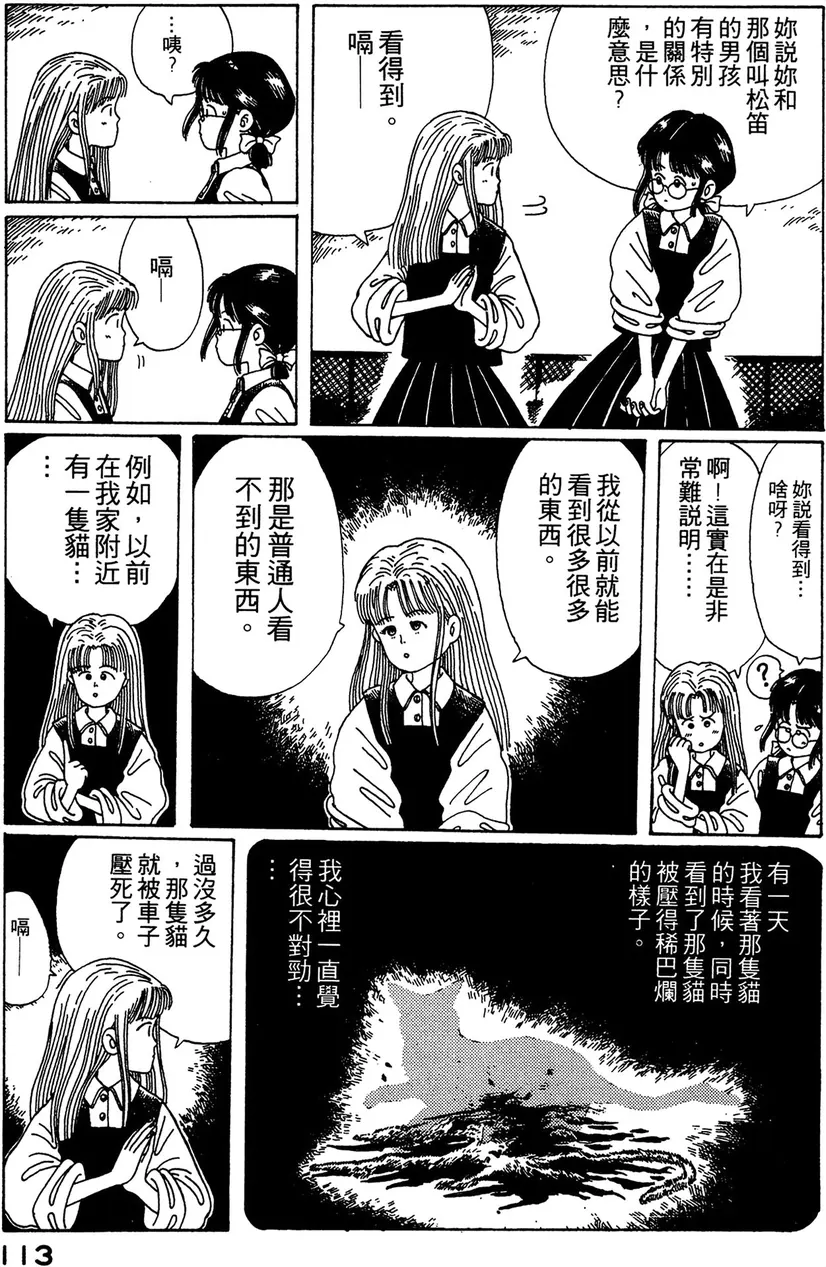 妳說妳和
那個叫松笛
的男孩
有特別
的關係
，是什
麼意思？
看得到。
嗝—
…咦？
嗝—
妳說看得到…
啥呀？
啊！這實在是非
常難說明……
？
我從以前就能
看到很多很多
的東西。
那是普通人看
不到的東西。
例如，以前
在我家附近
有一隻貓…
…
有一天
我看著那隻貓
的時候，同時
看到了那隻貓
被壓得稀巴爛
的樣子。
我心裡一直覺
得很不對勁…
…
過沒多久
，那隻貓
就被車子
壓死了。
嗝——
113